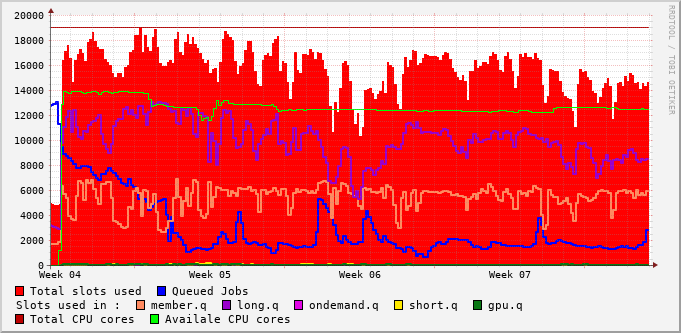 20000
18000
16000
14000
12000
10000
8000
6000
4000
2000
0
Week 04 Week 05 Week 06 Week 07
RRDTOOL / TOBI OETIKER
Total slots used Queued Jobs
Slots used in : member.q long.q ondemand.q short.q gpu.q
Total CPU cores Availale CPU cores